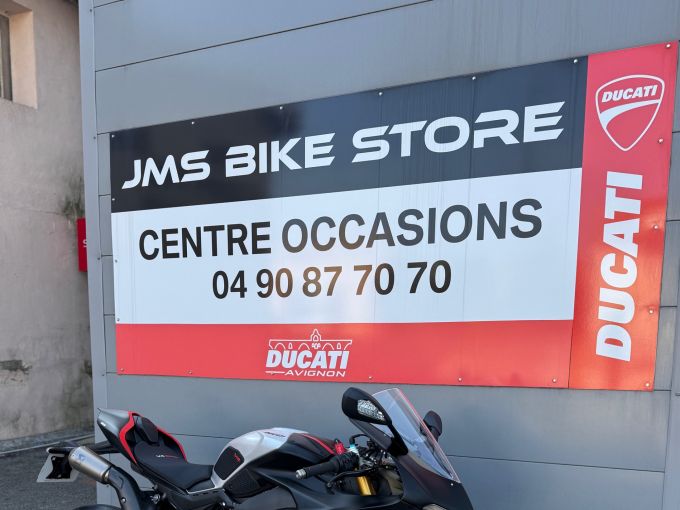 JMS BIKE STORE
CENTRE OCCASIONS
04 90 87 70 70
DUCATI
AVIGNON
DUCATI
DUCATI